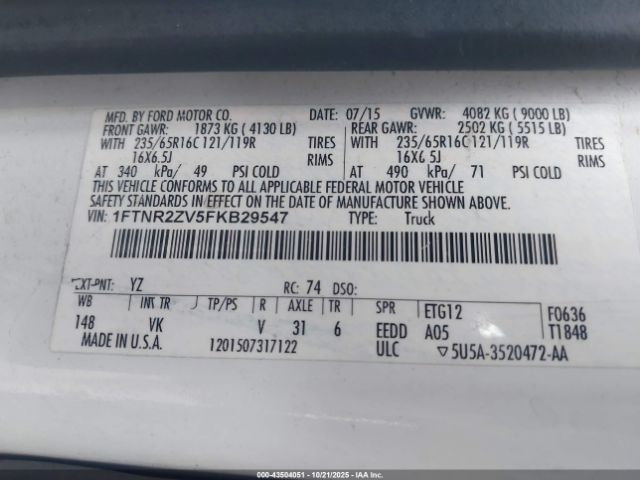 MFD. BY FORD MOTOR CO. DATE: 07/15 GVWR: 4082 KG ( 9000 LB)
FRONT GAWR: 1873 KG ( 4130 LB) REAR GAWR: 2502 KG ( 5515 LB)
WITH 235/65R16C 121/119R TIRES WITH 235/65R16C 121/119R TIRES
16X6.5J RIMS 16X6.5J RIMS
AT 340 kPa/ 49 PSI COLD AT 490 kPa/ 71 PSI COLD
THIS VEHICLE CONFORMS TO ALL APPLICABLE FEDERAL MOTOR VEHICLE
SAFETY STANDARDS IN EFFECT ON THE DATE OF MANUFACTURE SHOWN ABOVE.
VIN: 1FTNR2ZV5FKB29547 TYPE: Truck
EXT-PNT: YZ RC: 74 DSO:
WB INT TR TP/PS R AXLE TR SPR ETG12 F0636
148 VK V 31 6 EEDD A05 T1848
MADE IN U.S.A. 1201507317122 ULC ▽5U5A-3520472-AA
000-43504051 - 10/21/2025 - IAAI.com